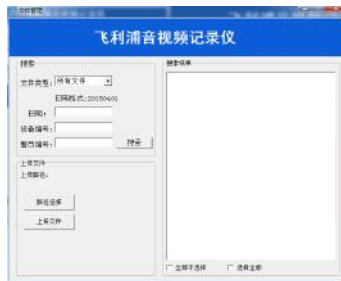 文件管理
飞利浦音视频记录仪
搜索
文件类型：所有文件
日期格式：20150401
日期：
设备编号：
警员编号：
搜索
搜索结果
上传文件
上传路径：
路径选择
上传文件
全部不选择
选择全部